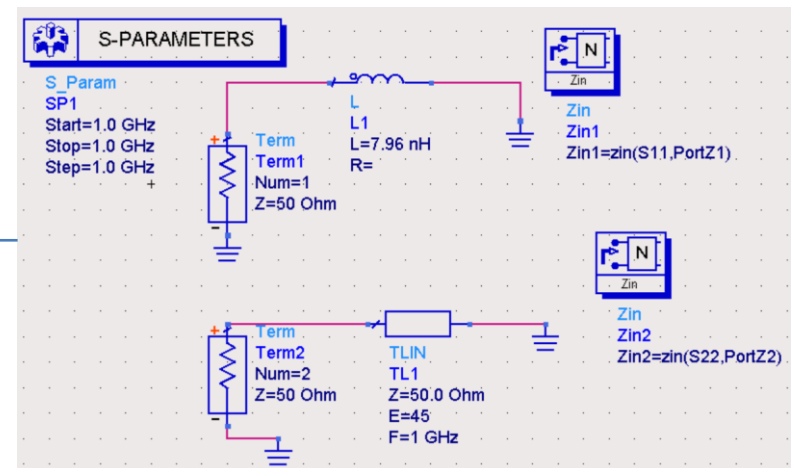 S-PARAMETERS
S_Param
SP1
Start=1.0 GHz
Stop=1.0 GHz
Step=1.0 GHz
+
Term
Term1
Num=1
Z=50 Ohm
-
L
L1
L=7.96 nH
R=
N
Zin
Zin
Zin1
Zin1=zin(S11,PortZ1)
+
Term
Term2
Num=2
Z=50 Ohm
-
TLIN
TL1
Z=50.0 Ohm
E=45
F=1 GHz
N
Zin
Zin
Zin2
Zin2=zin(S22,PortZ2)